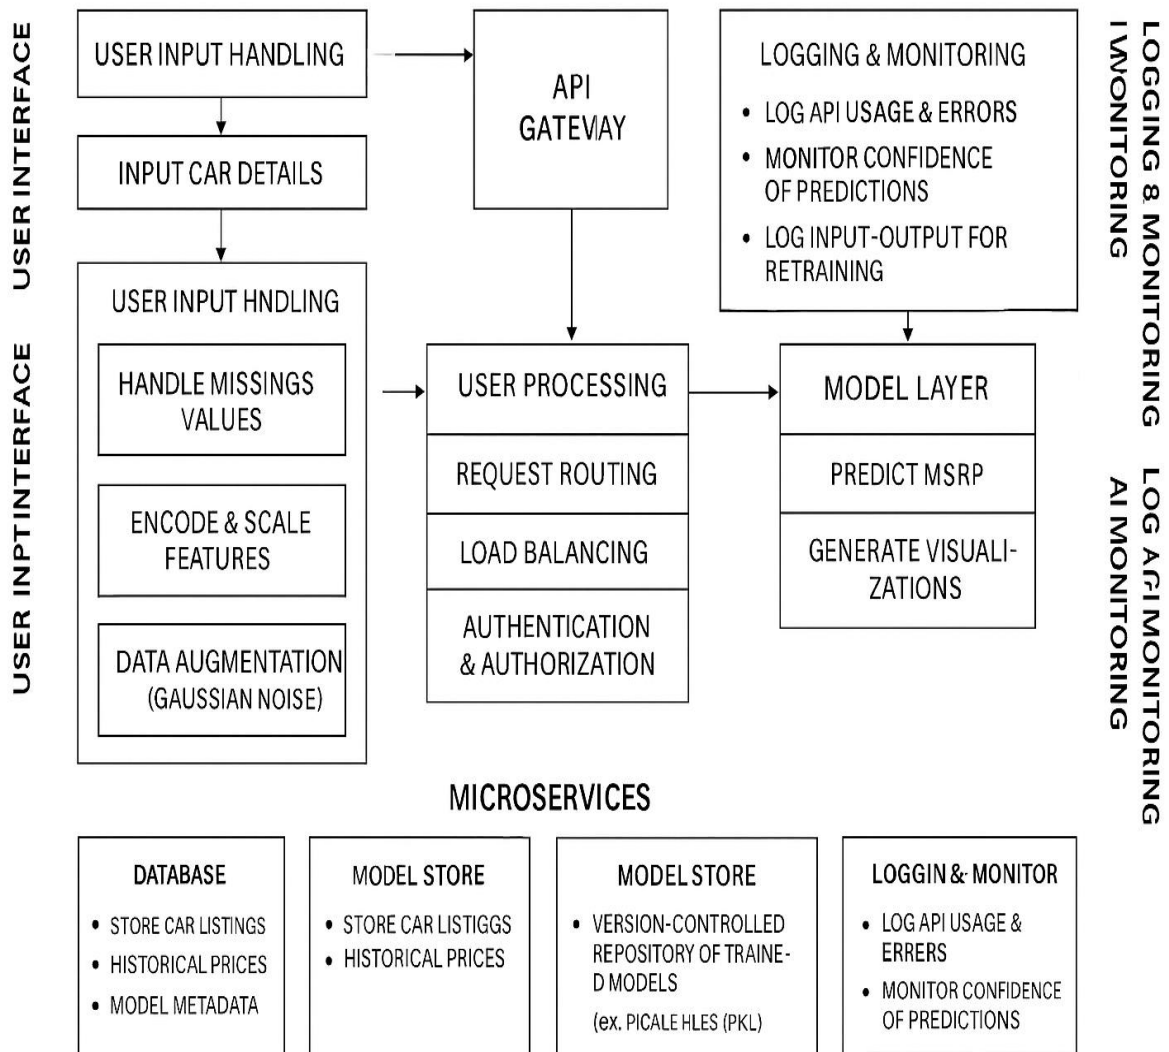 USER INTERFACE
USER INPTINTERFACE
USER INPUT HANDLING
INPUT CAR DETAILS
USER INPUT HNDLING
HANDLE MISSINGS
VALUES
ENCODE & SCALE
FEATURES
DATA AUGMENTATION
(GAUSSIAN NOISE)
API
GATEWAY
USER PROCESSING
REQUEST ROUTING
LOAD BALANCING
AUTHENTICATION
& AUTHORIZATION
LOGGING & MONITORING
• LOG API USAGE & ERRORS
• MONITOR CONFIDENCE
OF PREDICTIONS
• LOG INPUT-OUTPUT FOR
RETRAINING
MODEL LAYER
PREDICT MSRP
GENERATE VISUALI-
ZATIONS
LOGGING 8 MONITORING
LOG MONITORING
AI MONITORING
MICROSERVICES
DATABASE
• STORE CAR LISTINGS
• HISTORICAL PRICES
• MODEL METADATA
MODEL STORE
• STORE CAR LISTIGGS
• HISTORICAL PRICES
MODEL STORE
• VERSION-CONTROLLED
REPOSITORY OF TRAINE-
D MODELS
(ex. PICALE HLES (PKL)
LOGGIN & MONITOR
• LOG API USAGE &
ERRERS
• MONITOR CONFIDENCE
OF PREDICTIONS